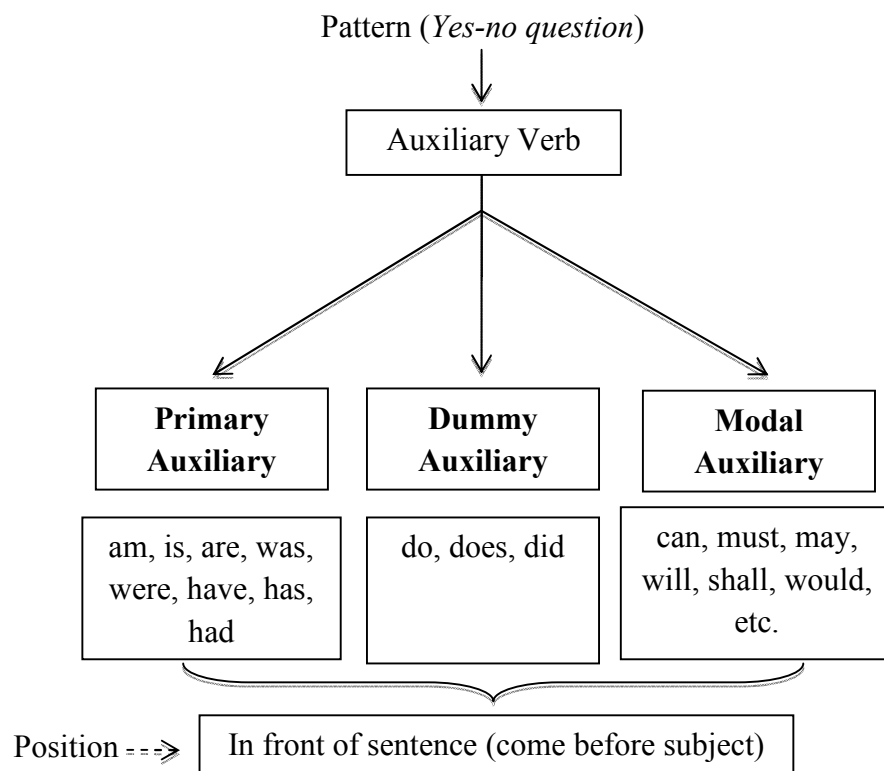 Pattern (Yes-no question)
Auxiliary Verb
Primary
Auxiliary
Dummy
Auxiliary
Modal
Auxiliary
am, is, are, was,
were, have, has,
had
do, does, did
can, must, may,
will, shall, would,
etc.
Position
In front of sentence (come before subject)